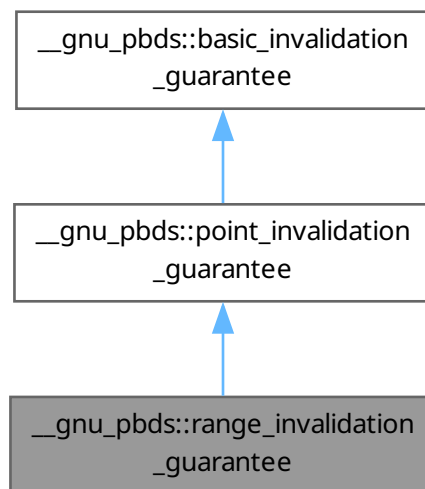 __gnu_pbds::basic_invalidation
_guarantee
__gnu_pbds::point_invalidation
_guarantee
__gnu_pbds::range_invalidation
_guarantee